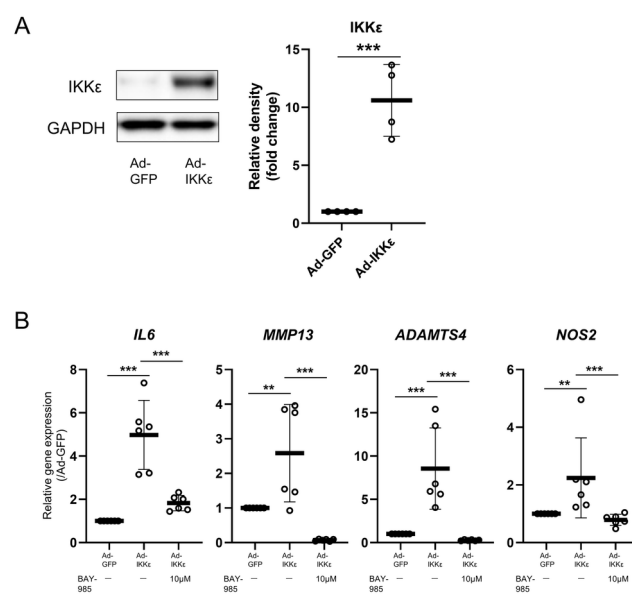 A
IKKε
GAPDH
Ad-
GFP
Ad-
IKKε
IKKε
***
Relative density
(fold change)
15
10
5
0
Ad-GFP
Ad-IKKε
B
IL6
MMP13
ADAMTS4
NOS2
Relative gene expression
(/Ad-GFP)
8
6
4
2
0
*** ***
5
4
3
2
1
0
** ***
20
15
10
5
0
*** ***
6
4
2
0
** ***
Ad-
GFP
Ad-
IKKε
Ad-
IKKε
Ad-
GFP
Ad-
IKKε
Ad-
IKKε
Ad-
GFP
Ad-
IKKε
Ad-
IKKε
Ad-
GFP
Ad-
IKKε
Ad-
IKKε
BAY-
985
− − 10μM
BAY-
985
− − 10μM
BAY-
985
− − 10μM
BAY-
985
− − 10μM